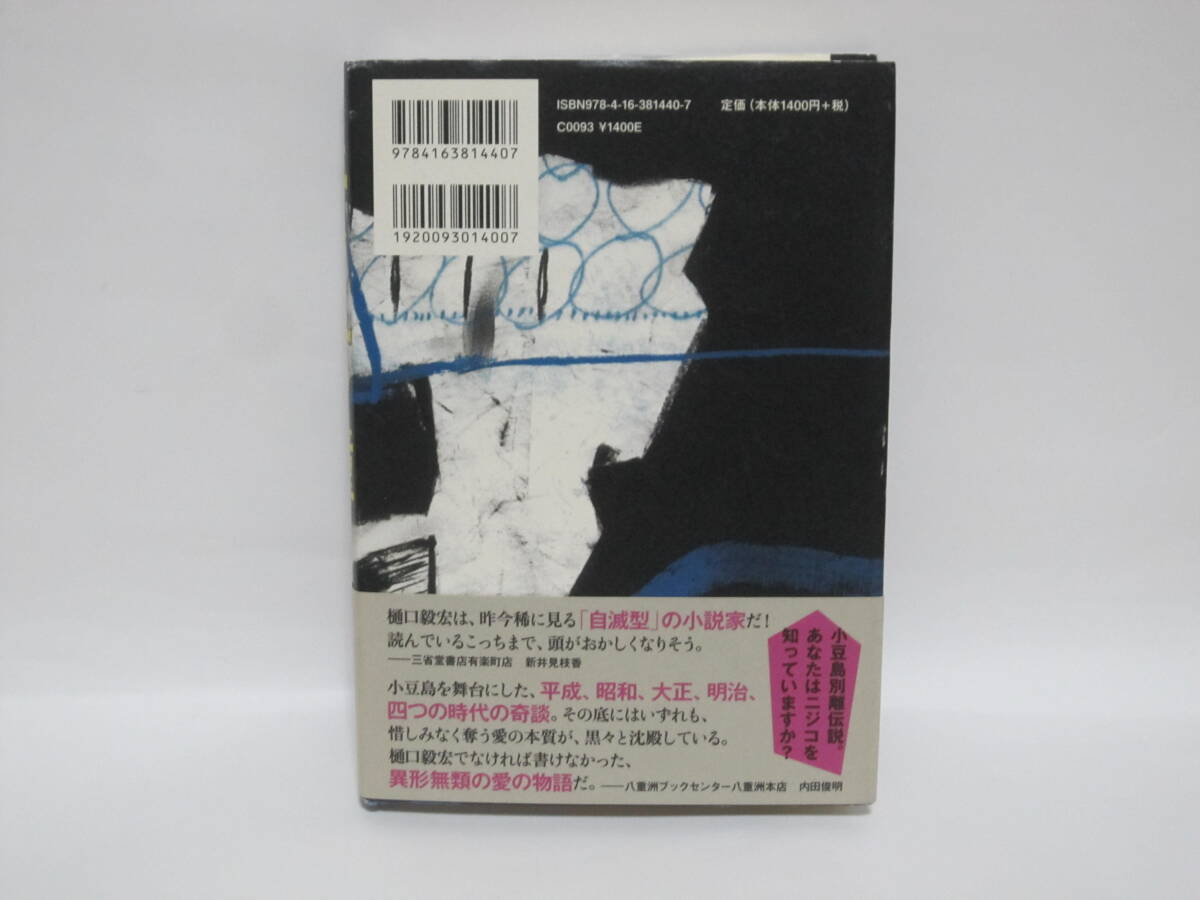 9784163814407
1920093014007
ISBN978-4-16-381440-7
C0093 ¥1400E
定価(本体1400円+税)
樋口毅宏は、昨今稀に見る「自滅型」の小説家だ!
読んでいるこっちまで、頭がおかしくなりそう。
——三省堂書店有楽町店 新井見枝香
小豆島を舞台にした、平成、昭和、大正、明治、
四つの時代の奇談。その底にはいずれも、
惜しみなく奪う愛の本質が、黒々と沈殿している。
樋口毅宏でなければ書けなかった、
異形無類の愛の物語だ。——八重洲ブックセンター八重洲本店 内田俊明
小豆島別離伝説。
あなたはニジコを
知っていますか?